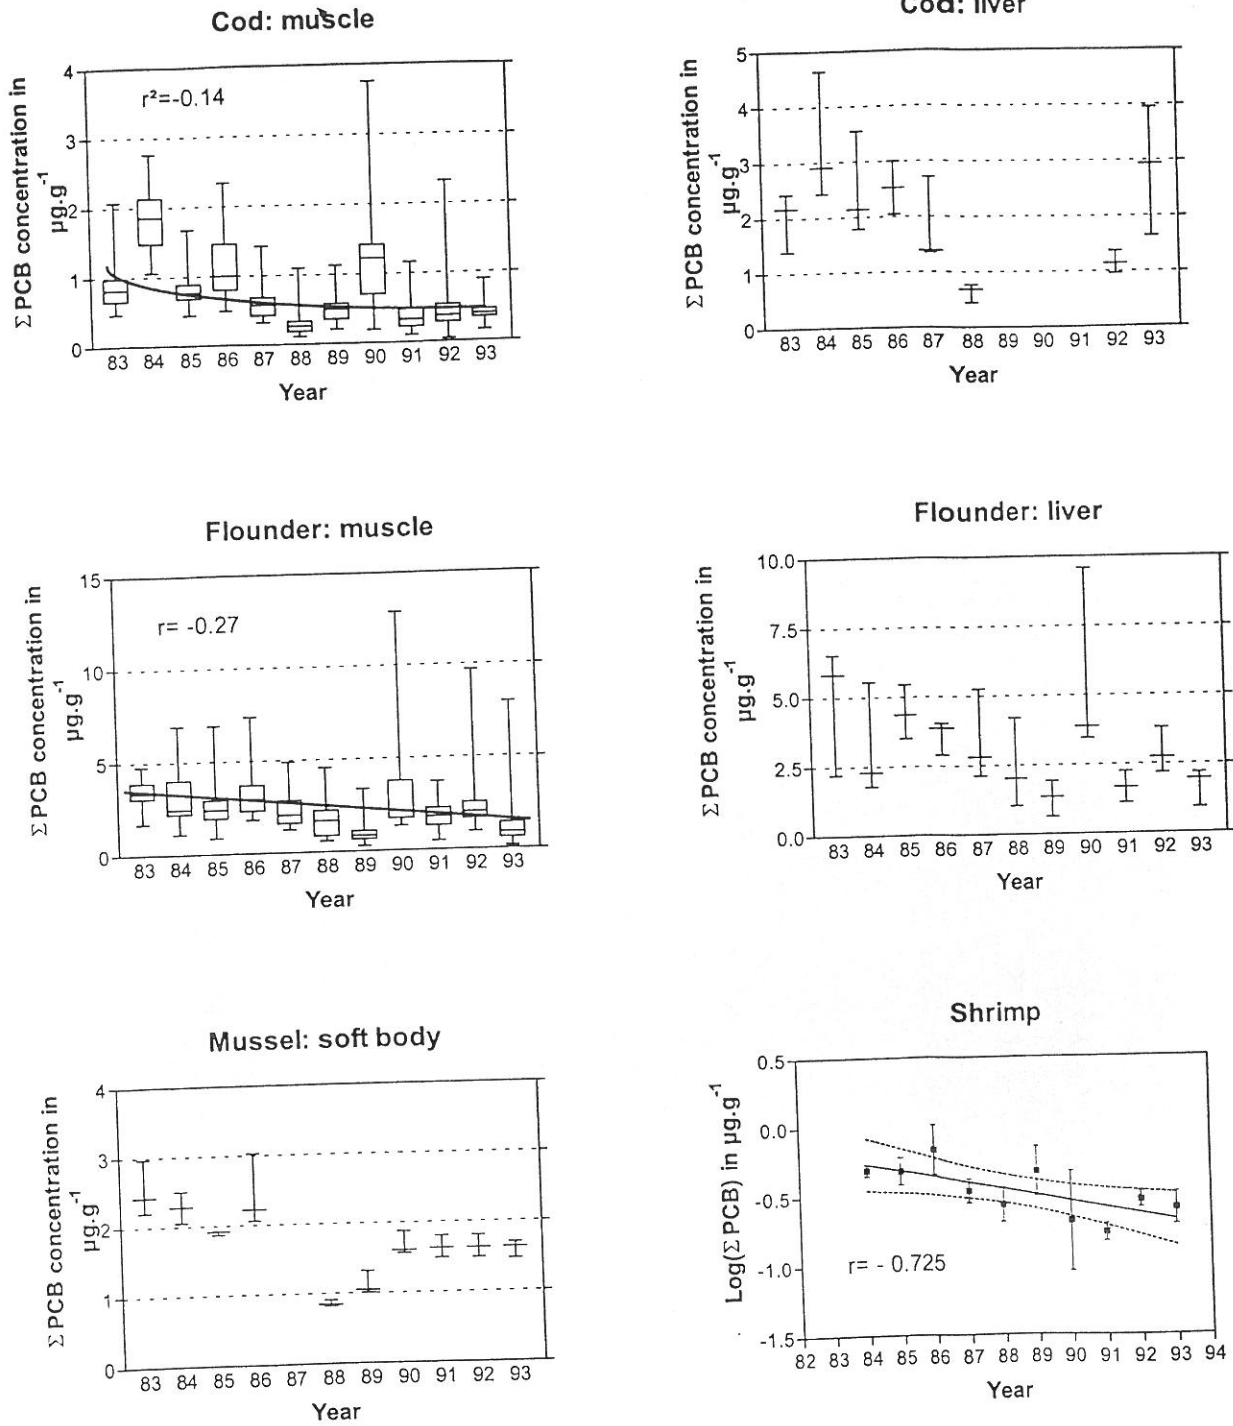 Cod: muscle
ΣPCB concentration in
µg.g⁻¹
4
3
2
1
0
r²=-0.14
83 84 85 86 87 88 89 90 91 92 93
Year
Cod: liver
ΣPCB concentration in
µg.g⁻¹
5
4
3
2
1
0
83 84 85 86 87 88 89 90 91 92 93
Year
Flounder: muscle
ΣPCB concentration in
µg.g⁻¹
15
10
5
0
r= -0.27
83 84 85 86 87 88 89 90 91 92 93
Year
Flounder: liver
ΣPCB concentration in
µg.g⁻¹
10.0
7.5
5.0
2.5
0.0
83 84 85 86 87 88 89 90 91 92 93
Year
Mussel: soft body
ΣPCB concentration in
µg.g⁻¹
4
3
2
1
0
83 84 85 86 87 88 89 90 91 92 93
Year
Shrimp
Log(ΣPCB) in µg.g⁻¹
0.5
0.0
-0.5
-1.0
-1.5
r= - 0.725
82 83 84 85 86 87 88 89 90 91 92 93 94
Year